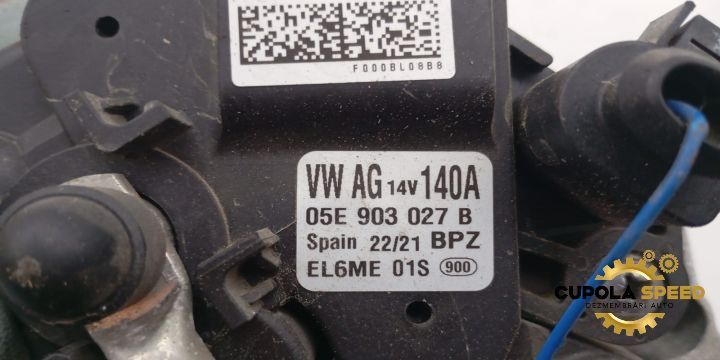 F000BL08B8
VW AG 14V 140A
05E 903 027 B
Spain 22/21 BPZ
EL6ME 01S 900
CUPOLA SPEED
DEZMEMBRĂRI AUTO